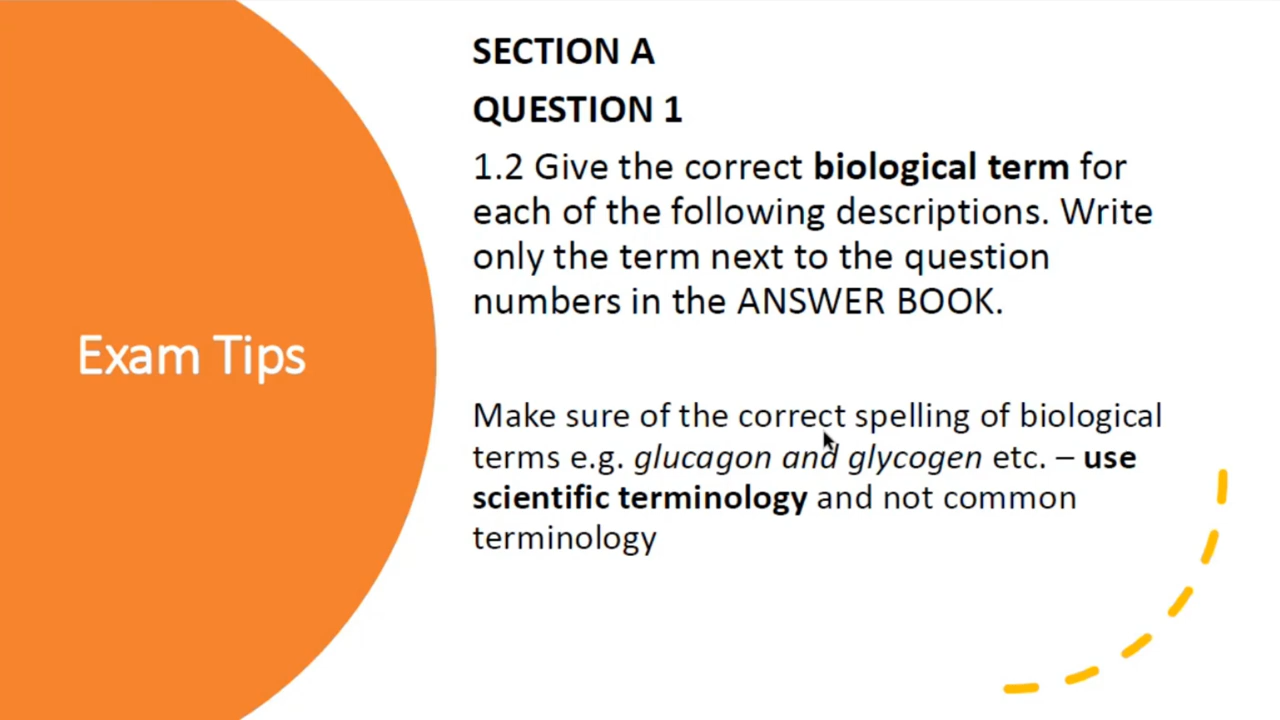 SECTION A
QUESTION 1
1.2 Give the correct biological term for
each of the following descriptions. Write
only the term next to the question
numbers in the ANSWER BOOK.
Exam Tips
Make sure of the correct spelling of biological
terms e.g. glucagon and glycogen etc. – use
scientific terminology and not common
terminology